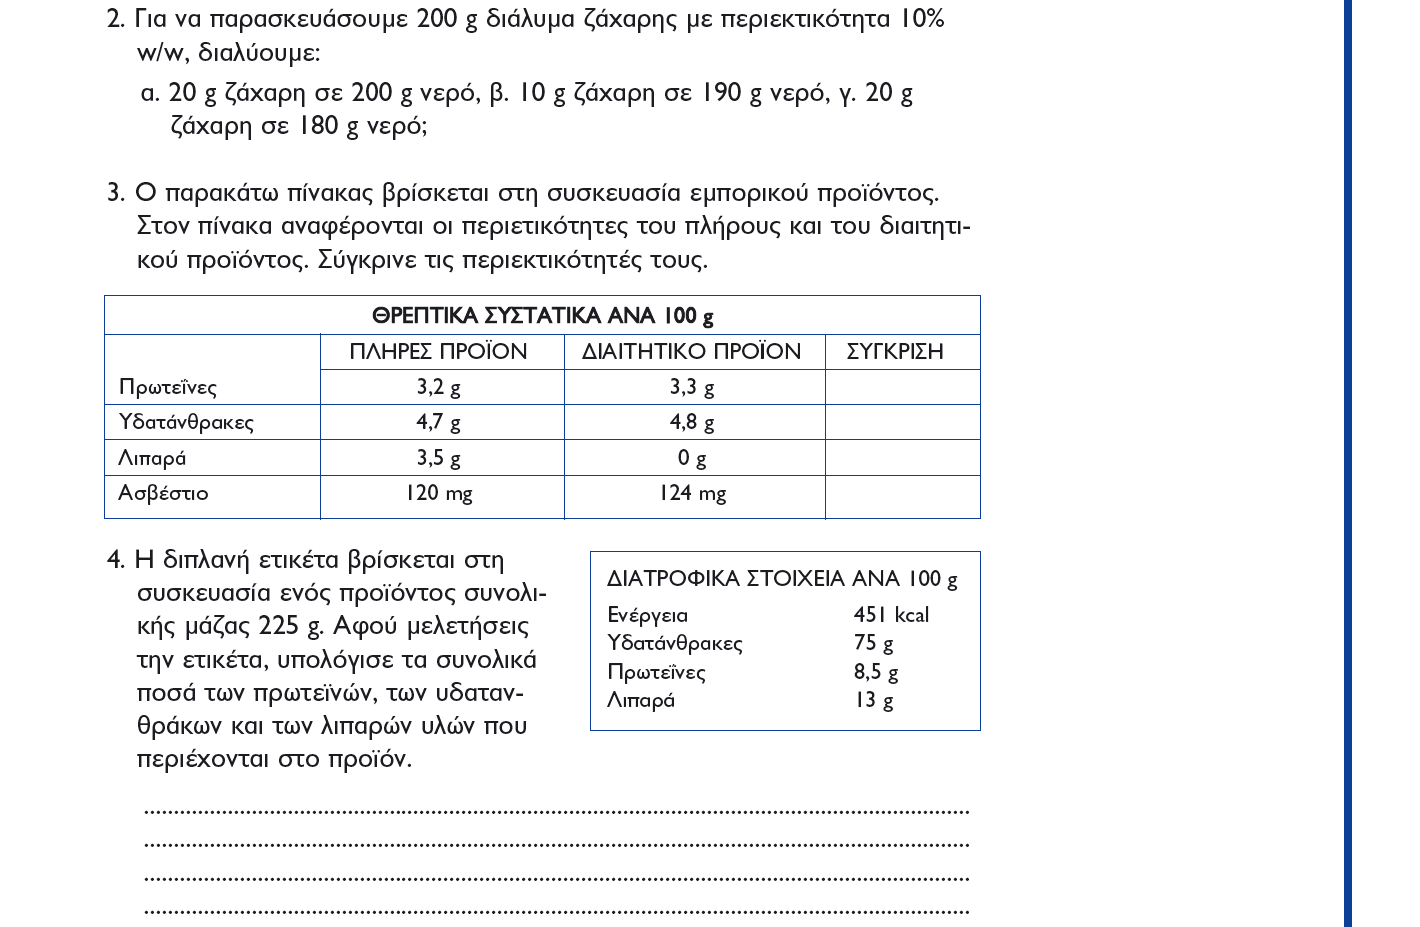 2. Για να παρασκευάσουμε 200 g διάλυμα ζάχαρης με περιεκτικότητα 10%
w/w, διαλύουμε:
α. 20 g ζάχαρη σε 200 g νερό, β. 10 g ζάχαρη σε 190 g νερό, γ. 20 g
ζάχαρη σε 180 g νερό;
3. Ο παρακάτω πίνακας βρίσκεται στη συσκευασία εμπορικού προϊόντος.
Στον πίνακα αναφέρονται οι περιετικότητες του πλήρους και του διαιτητι-
κού προϊόντος. Σύγκρινε τις περιεκτικότητές τους.
ΘΡΕΠΤΙΚΑ ΣΥΣΤΑΤΙΚΑ ΑΝΑ 100 g
ΠΛΗΡΕΣ ΠΡΟΪΟΝ ΔΙΑΙΤΗΤΙΚΟ ΠΡΟΪΟΝ ΣΥΓΚΡΙΣΗ
Πρωτεΐνες 3,2 g 3,3 g
Υδατάνθρακες 4,7 g 4,8 g
Λιπαρά 3,5 g 0 g
Ασβέστιο 120 mg 124 mg
4. Η διπλανή ετικέτα βρίσκεται στη
συσκευασία ενός προϊόντος συνολι-
κής μάζας 225 g. Αφού μελετήσεις
την ετικέτα, υπολόγισε τα συνολικά
ποσά των πρωτεϊνών, των υδαταν-
θράκων και των λιπαρών υλών που
περιέχονται στο προϊόν.
ΔΙΑΤΡΟΦΙΚΑ ΣΤΟΙΧΕΙΑ ΑΝΑ 100 g
Ενέργεια 451 kcal
Υδατάνθρακες 75 g
Πρωτεΐνες 8,5 g
Λιπαρά 13 g